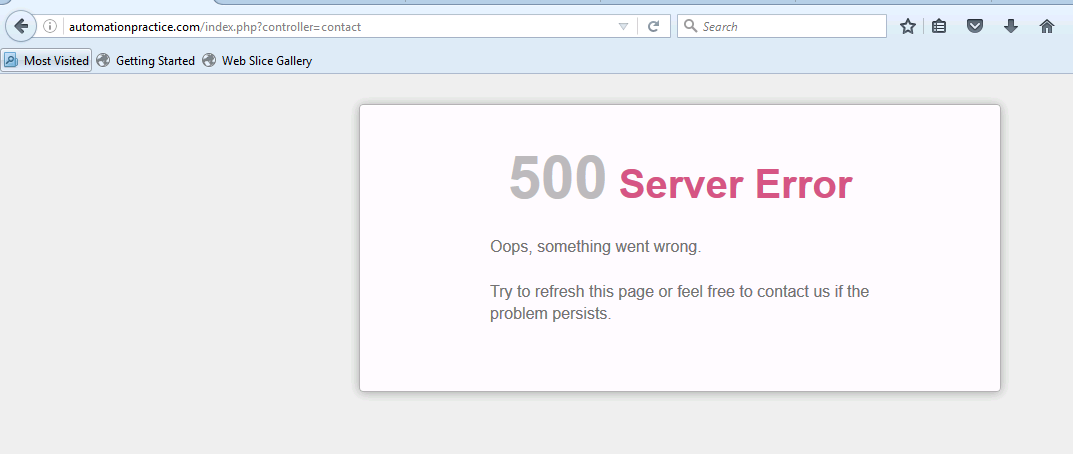 automationpractice.com/index.php?controller=contact
Search
Most Visited Getting Started Web Slice Gallery
500 Server Error
Oops, something went wrong.
Try to refresh this page or feel free to contact us if the
problem persists.